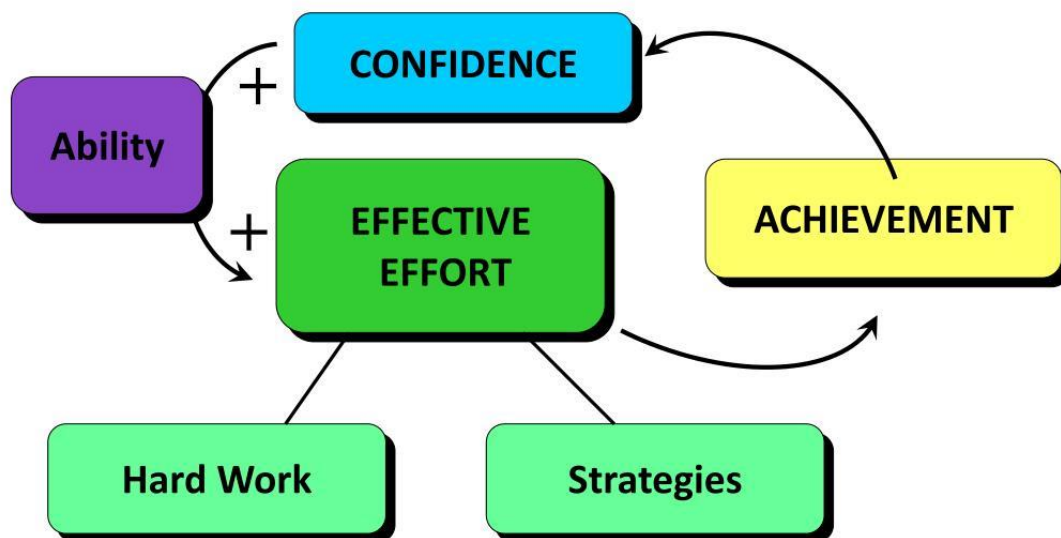 CONFIDENCE
+
Ability
+
EFFECTIVE
EFFORT
ACHIEVEMENT
Hard Work
Strategies